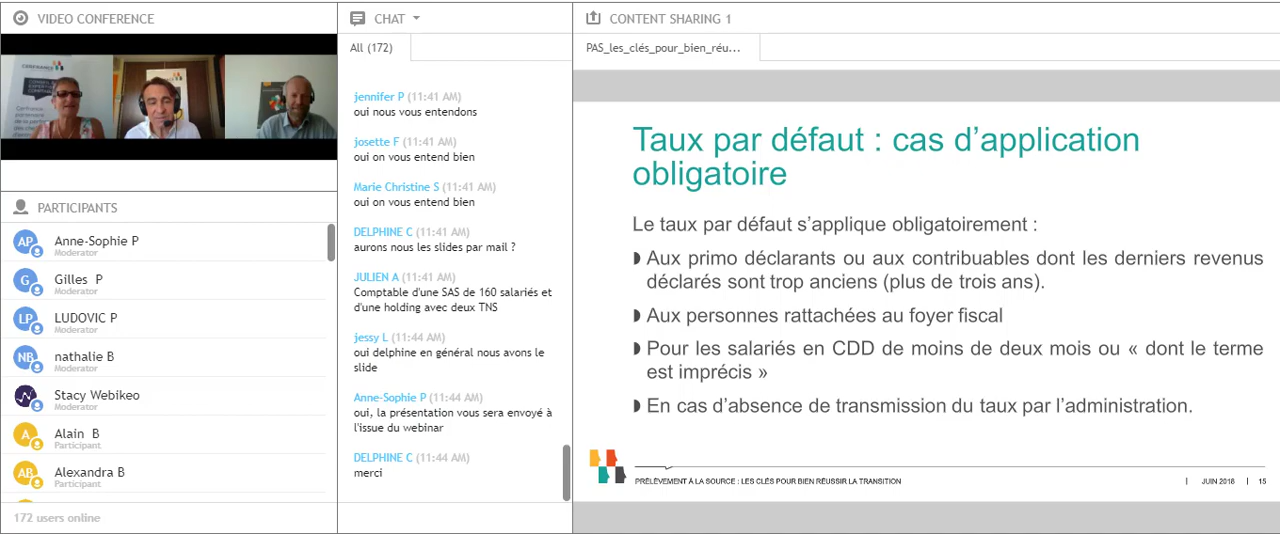 VIDEO CONFERENCE
CERFRANCE
CONSEIL &
EXPERTISE
COMPTABLE
PARTICIPANTS
AP
Anne-Sophie P
Moderator
G
Gilles P
Moderator
LP
LUDOVIC P
Moderator
NB
nathalie B
Moderator
Stacy Webikeo
Moderator
A
Alain B
Participant
AB
Alexandra B
Participant
172 users online
CHAT
All (172)
jennifer P (11:41 AM)
oui nous vous entendons
josette F (11:41 AM)
oui on vous entend bien
Marie Christine S (11:41 AM)
oui on vous entend bien
DELPHINE C (11:41 AM)
aurons nous les slides par mail ?
JULIEN A (11:41 AM)
Comptable d'une SAS de 160 salariés et
d'une holding avec deux TNS
jessy L (11:44 AM)
oui delphine en général nous avons le
slide
Anne-Sophie P (11:44 AM)
oui, la présentation vous sera envoyé à
l'issue du webinar
DELPHINE C (11:44 AM)
merci
CONTENT SHARING 1
PAS_les_clés_pour_bien_réu...
Taux par défaut : cas d’application
obligatoire
Le taux par défaut s’applique obligatoirement :
Aux primo déclarants ou aux contribuables dont les derniers revenus
déclarés sont trop anciens (plus de trois ans).
Aux personnes rattachées au foyer fiscal
Pour les salariés en CDD de moins de deux mois ou « dont le terme
est imprécis »
En cas d’absence de transmission du taux par l’administration.
PRÉLÈVEMENT À LA SOURCE : LES CLÉS POUR BIEN RÉUSSIR LA TRANSITION
JUIN 2018
15